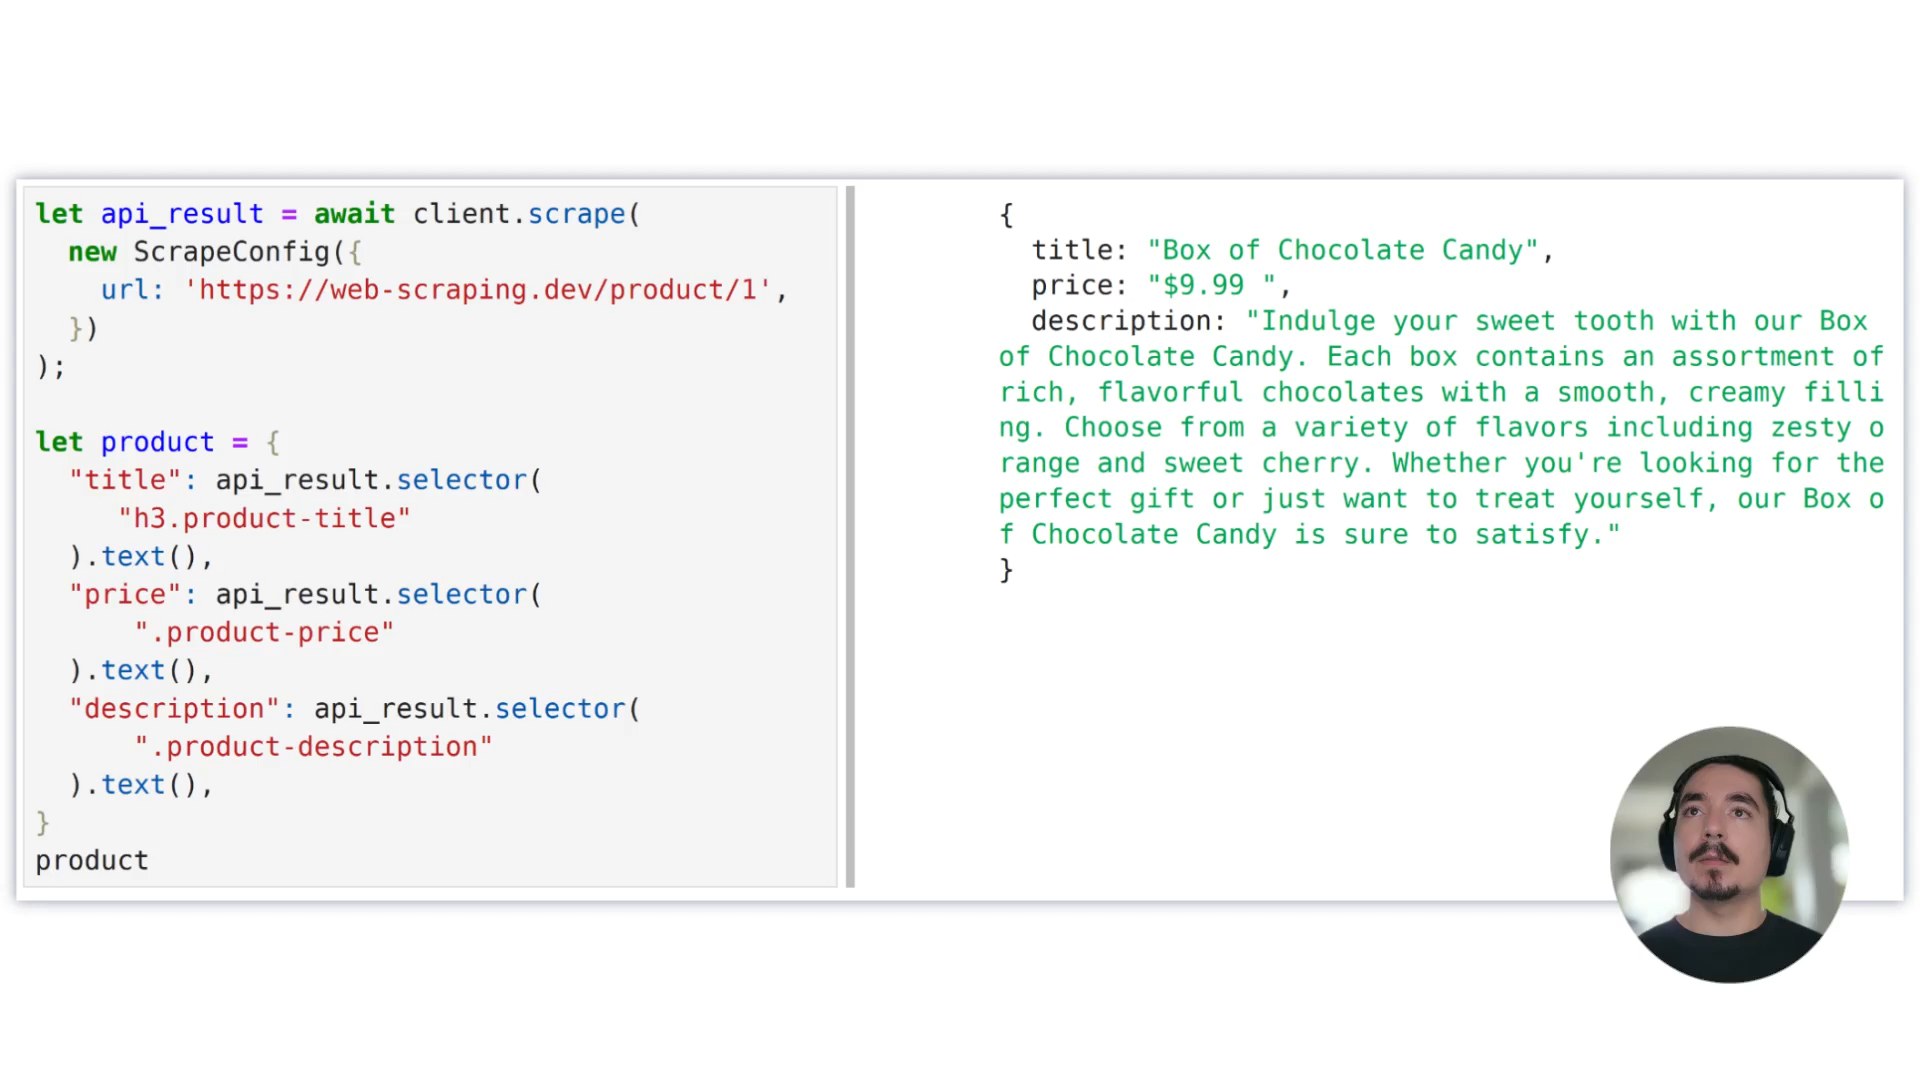 let api_result = await client.scrape(
  new ScrapeConfig({
    url: 'https://web-scraping.dev/product/1',
  })
);
let product = {
  "title": api_result.selector(
     "h3.product-title"
  ).text(),
  "price": api_result.selector(
      ".product-price"
  ).text(),
  "description": api_result.selector(
      ".product-description"
  ).text(),
}
product
{
  title: "Box of Chocolate Candy",
  price: "$9.99 ",
  description: "Indulge your sweet tooth with our Box
of Chocolate Candy. Each box contains an assortment of
rich, flavorful chocolates with a smooth, creamy filli
ng. Choose from a variety of flavors including zesty o
range and sweet cherry. Whether you're looking for the
perfect gift or just want to treat yourself, our Box o
f Chocolate Candy is sure to satisfy."
}